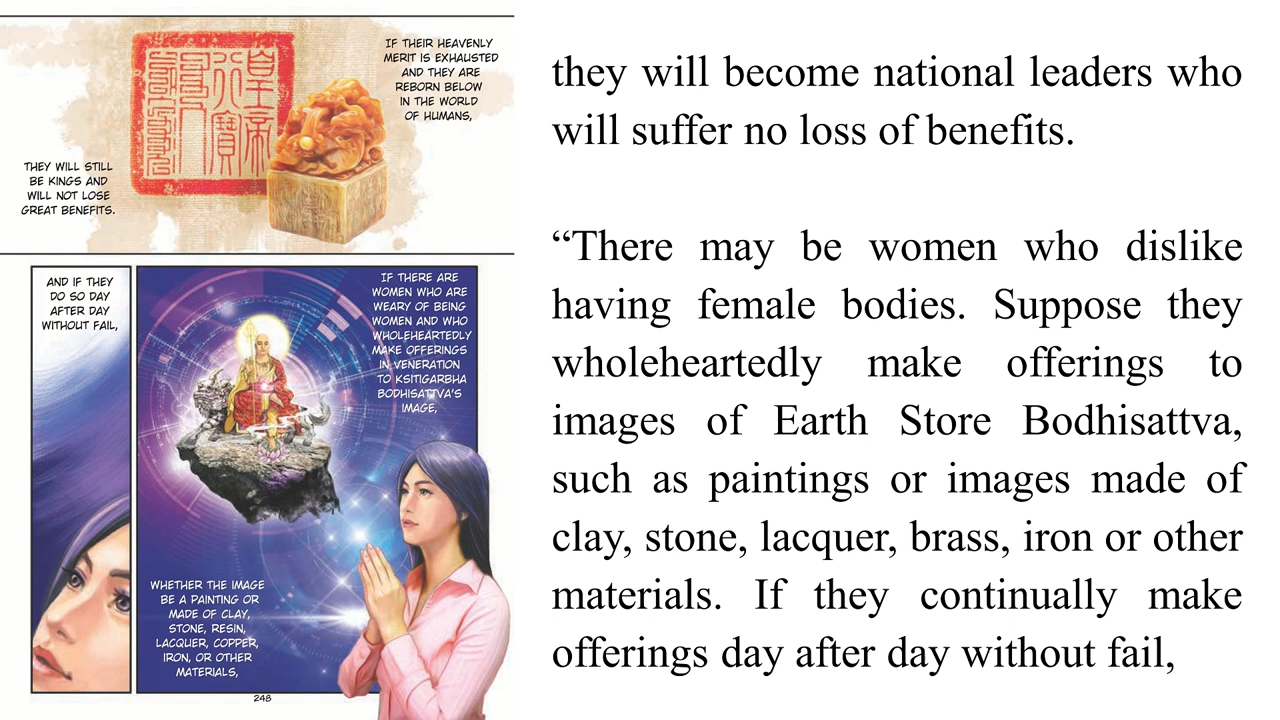 IF THEIR HEAVENLY
MERIT IS EXHAUSTED
AND THEY ARE
REBORN BELOW
IN THE WORLD
OF HUMANS,
皇帝
行寶
THEY WILL STILL
BE KINGS AND
WILL NOT LOSE
GREAT BENEFITS.
AND IF THEY
DO SO DAY
AFTER DAY
WITHOUT FAIL,
IF THERE ARE
WOMEN WHO ARE
WEARY OF BEING
WOMEN AND WHO
WHOLEHEARTEDLY
MAKE OFFERINGS
IN VENERATION
TO KSITIGARBHA
BODHISATTVA'S
IMAGE,
WHETHER THE IMAGE
BE A PAINTING OR
MADE OF CLAY,
STONE, RESIN,
LACQUER, COPPER,
IRON, OR OTHER
MATERIALS,
248
they will become national leaders who
will suffer no loss of benefits.
“There may be women who dislike
having female bodies. Suppose they
wholeheartedly make offerings to
images of Earth Store Bodhisattva,
such as paintings or images made of
clay, stone, lacquer, brass, iron or other
materials. If they continually make
offerings day after day without fail,